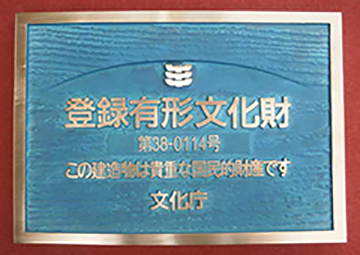 登録有形文化財
第38-0114号
この建造物は貴重な国民的財産です
文化庁